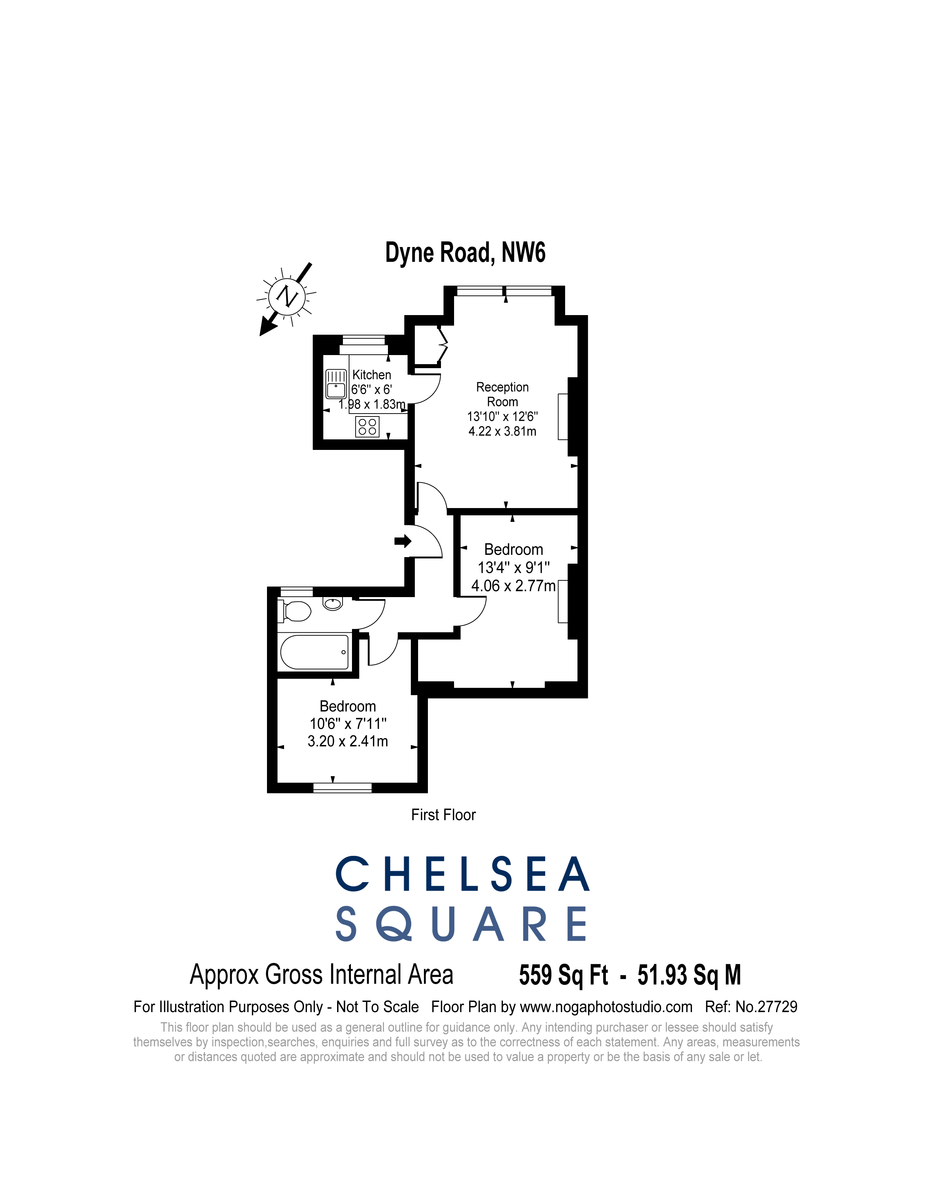 Dyne Road, NW6
N
Kitchen
6'6" x 6'
1.98 x 1.83m
Reception
Room
13'10" x 12'6"
4.22 x 3.81m
Bedroom
13'4" x 9'1"
4.06 x 2.77m
Bedroom
10'6" x 7'11"
3.20 x 2.41m
First Floor
CHELSEA
SQUARE
Approx Gross Internal Area 559 Sq Ft - 51.93 Sq M
For Illustration Purposes Only - Not To Scale Floor Plan by www.nogaphotostudio.com Ref: No.27729
This floor plan should be used as a general outline for guidance only. Any intending purchaser or lessee should satisfy
themselves by inspection,searches, enquiries and full survey as to the correctness of each statement. Any areas, measurements
or distances quoted are approximate and should not be used to value a property or be the basis of any sale or let.